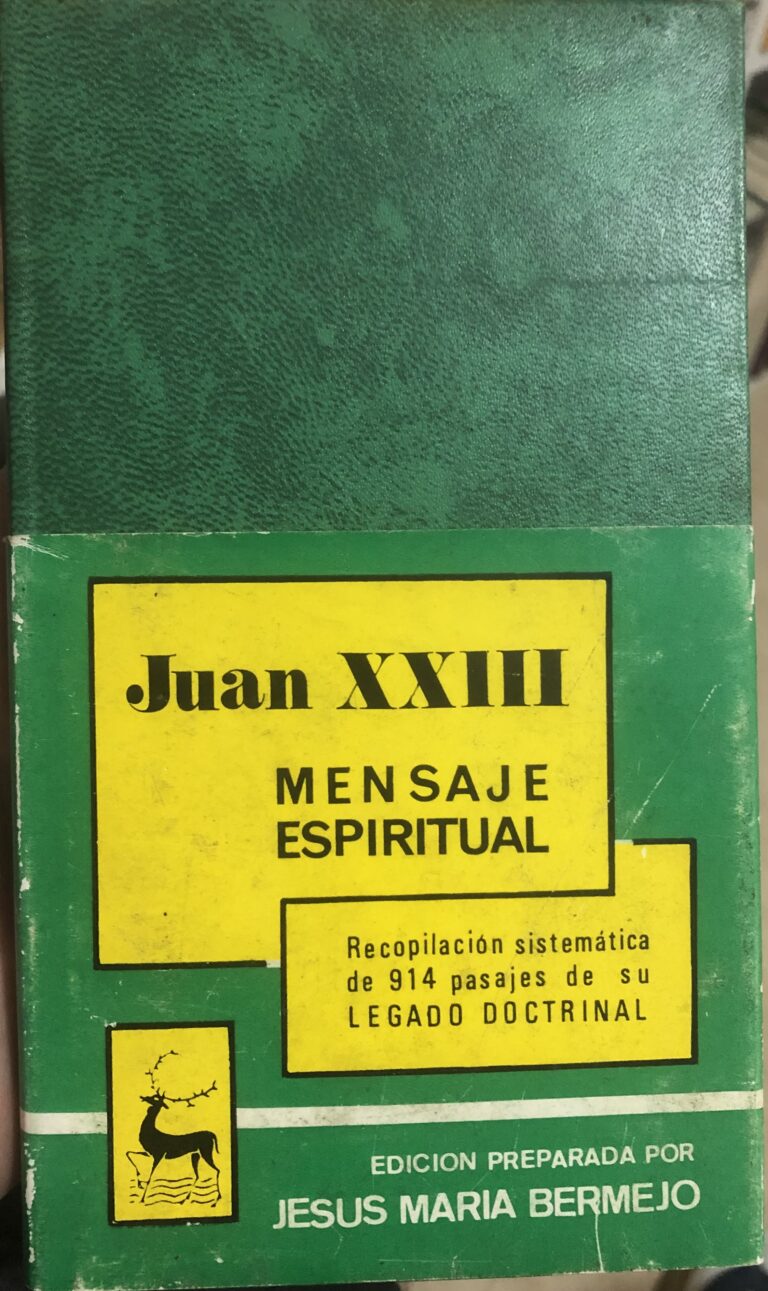 Juan XXIII
MENSAJE
ESPIRITUAL
Recopilación sistemática
de 914 pasajes de su
LEGADO DOCTRINAL
EDICION PREPARADA POR
JESUS MARIA BERMEJO